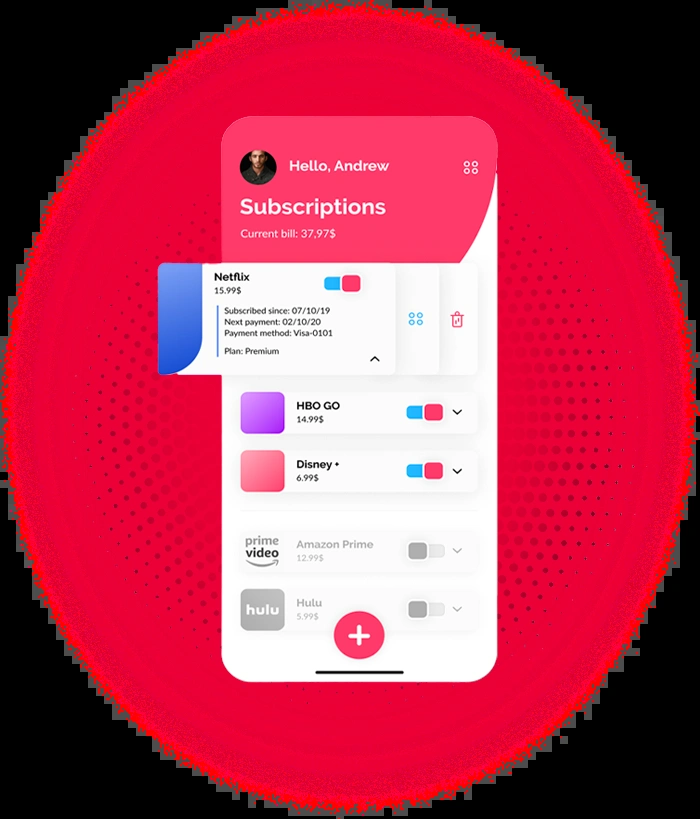 Hello, Andrew
Subscriptions
Current bill: 37,97$
Netflix
15.99$
Subscribed since: 07/10/19
Next payment: 02/10/20
Payment method: Visa-0101
Plan: Premium
HBO GO
14.99$
Disney +
6.99$
prime
video
Amazon Prime
12.99$
hulu
Hulu
5.99$